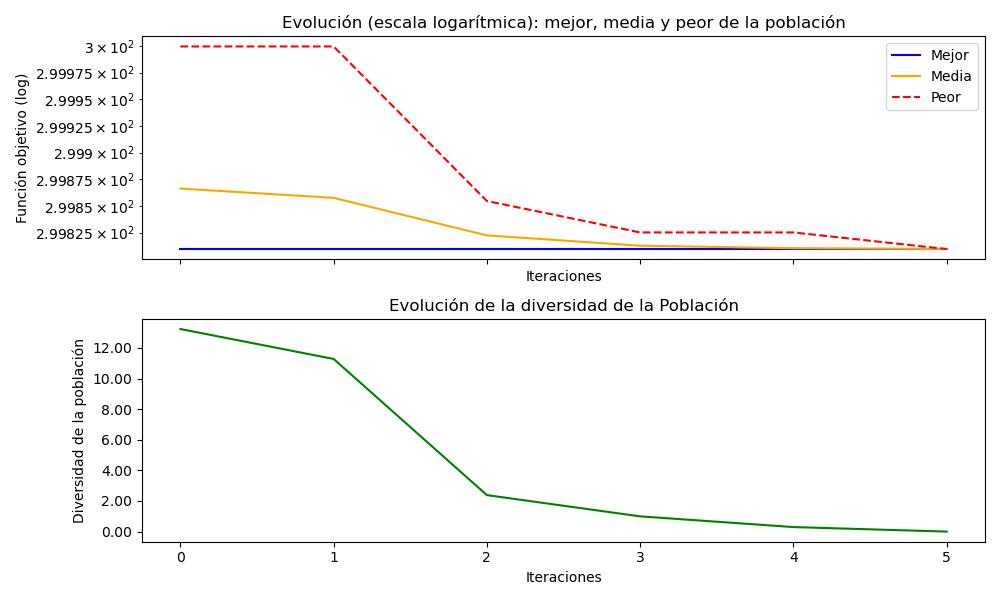 Evolución (escala logarítmica): mejor, media y peor de la población
Función objetivo (log)
3 × 10²
2.99975 × 10²
2.9995 × 10²
2.99925 × 10²
2.999 × 10²
2.99875 × 10²
2.9985 × 10²
2.99825 × 10²
Mejor
Media
Peor
Iteraciones
Evolución de la diversidad de la Población
Diversidad de la población
12.00
10.00
8.00
6.00
4.00
2.00
0.00
0 1 2 3 4 5
Iteraciones